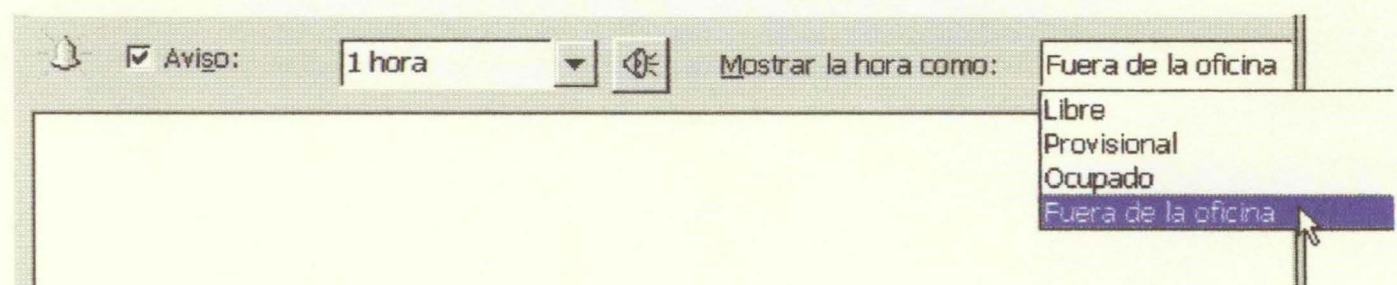 Aviso: 1 hora Mostrar la hora como: Fuera de la oficina
Libre
Provisional
Ocupado
Fuera de la oficina